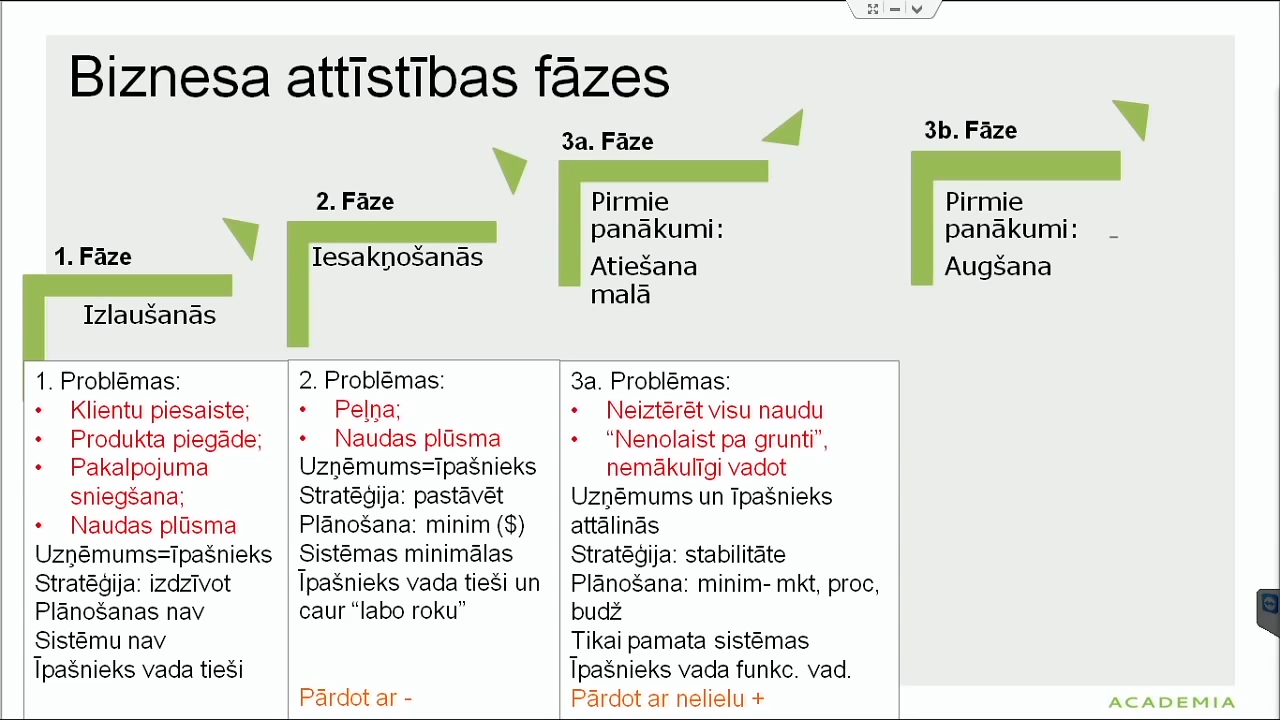 Biznesa attīstības fāzes
1. Fāze
Izlaušanās
2. Fāze
Iesakņošanās
3a. Fāze
Pirmie
panākumi:
Atiešana
malā
3b. Fāze
Pirmie
panākumi:
Augšana
1. Problēmas:
• Klientu piesaiste;
• Produkta piegāde;
• Pakalpojuma
sniegšana;
• Naudas plūsma
Uzņēmums=īpašnieks
Stratēģija: izdzīvot
Plānošanas nav
Sistēmu nav
Īpašnieks vada tieši
2. Problēmas:
• Peļņa;
• Naudas plūsma
Uzņēmums=īpašnieks
Stratēģija: pastāvēt
Plānošana: minim ($)
Sistēmas minimālas
Īpašnieks vada tieši un
caur “labo roku”
Pārdot ar -
3a. Problēmas:
• Neiztērēt visu naudu
• “Nenolaist pa grunti”,
nemākulīgi vadot
Uzņēmums un īpašnieks
attālinās
Stratēģija: stabilitāte
Plānošana: minim- mkt, proc,
budž
Tikai pamata sistēmas
Īpašnieks vada funkc. vad.
Pārdot ar nelielu +
ACADEMIA